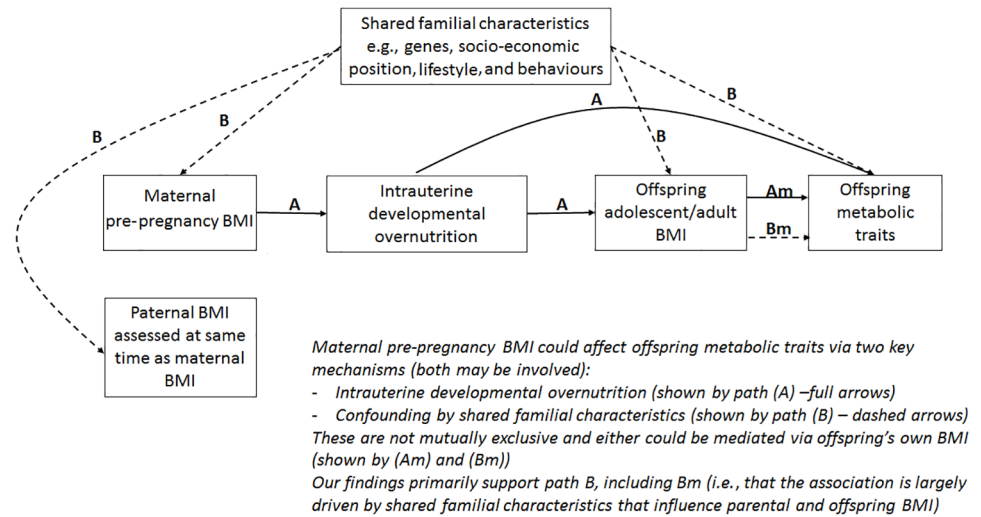 Shared familial characteristics
e.g., genes, socio-economic
position, lifestyle, and behaviours
A
B
B
B
B
Maternal
pre-pregnancy BMI
A
Intrauterine
developmental
overnutrition
A
Offspring
adolescent/adult
BMI
Am
Bm
Offspring
metabolic
traits
Paternal BMI
assessed at same
time as maternal
BMI
Maternal pre-pregnancy BMI could affect offspring metabolic traits via two key
mechanisms (both may be involved):
- Intrauterine developmental overnutrition (shown by path (A) –full arrows)
- Confounding by shared familial characteristics (shown by path (B) – dashed arrows)
These are not mutually exclusive and either could be mediated via offspring's own BMI
(shown by (Am) and (Bm))
Our findings primarily support path B, including Bm (i.e., that the association is largely
driven by shared familial characteristics that influence parental and offspring BMI)